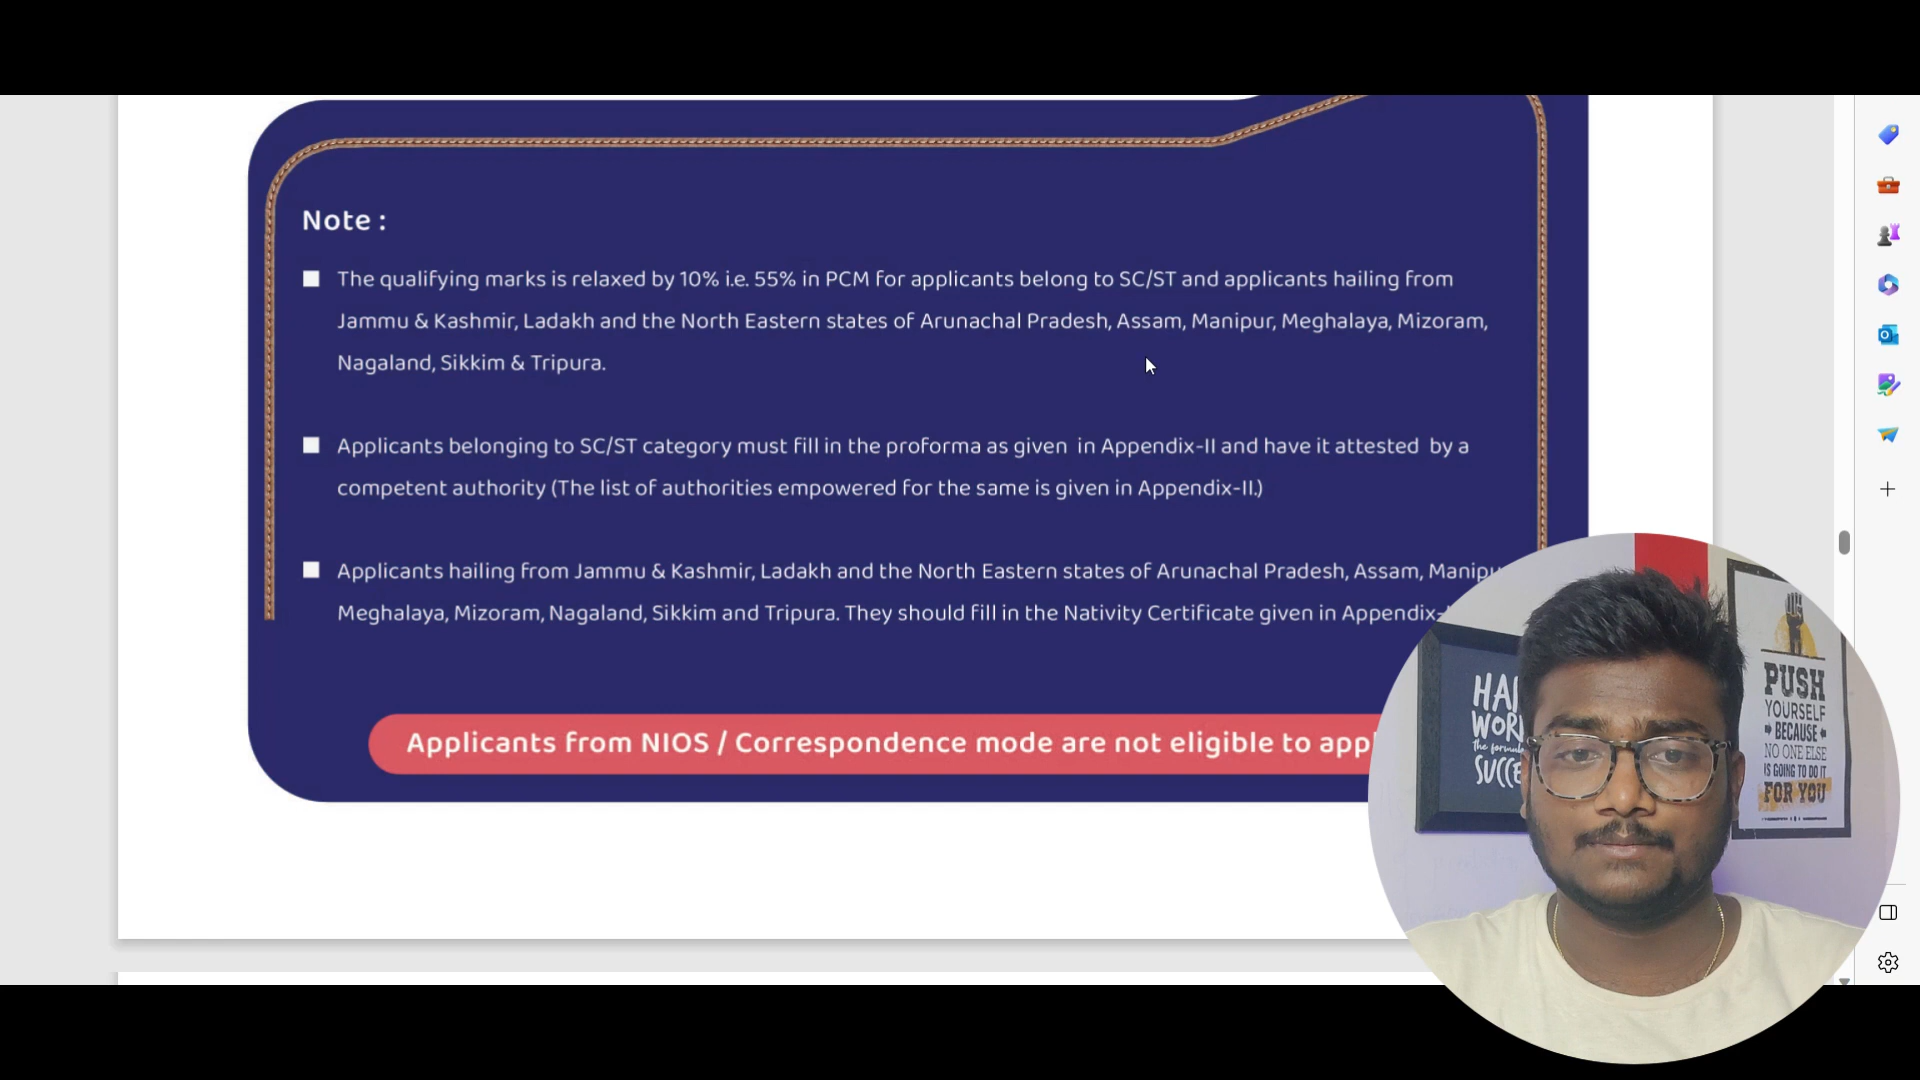 Note :
The qualifying marks is relaxed by 10% i.e. 55% in PCM for applicants belong to SC/ST and applicants hailing from
Jammu & Kashmir, Ladakh and the North Eastern states of Arunachal Pradesh, Assam, Manipur, Meghalaya, Mizoram,
Nagaland, Sikkim & Tripura.
Applicants belonging to SC/ST category must fill in the proforma as given in Appendix-II and have it attested by a
competent authority (The list of authorities empowered for the same is given in Appendix-II.)
Applicants hailing from Jammu & Kashmir, Ladakh and the North Eastern states of Arunachal Pradesh, Assam,
Meghalaya, Mizoram, Nagaland, Sikkim and Tripura. They should fill in the Nativity Certificate given in
Applicants from NIOS / Correspondence mode are not eligible to
the
PUSH
YOURSELF
BECAUSE
NO ONE ELSE
IS GOING TO DO IT
FOR YOU